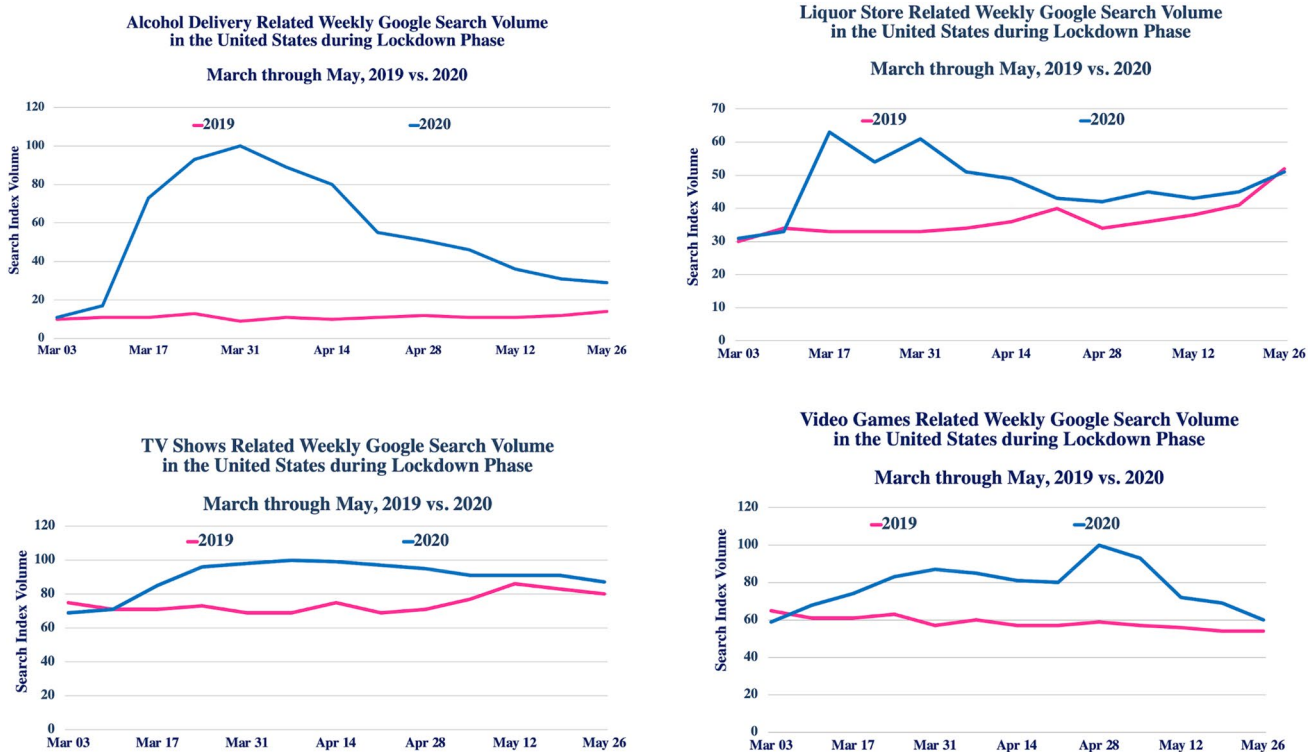 Alcohol Delivery Related Weekly Google Search Volume
in the United States during Lockdown Phase
March through May, 2019 vs. 2020
Search Index Volume
2019
2020
120
100
80
60
40
20
0
Mar 03 Mar 17 Mar 31 Apr 14 Apr 28 May 12 May 26
Liquor Store Related Weekly Google Search Volume
in the United States during Lockdown Phase
March through May, 2019 vs. 2020
Search Index Volume
2019
2020
70
60
50
40
30
20
10
0
Mar 03 Mar 17 Mar 31 Apr 14 Apr 28 May 12 May 26
TV Shows Related Weekly Google Search Volume
in the United States during Lockdown Phase
March through May, 2019 vs. 2020
Search Index Volume
2019
2020
120
100
80
60
40
20
0
Mar 03 Mar 17 Mar 31 Apr 14 Apr 28 May 12 May 26
Video Games Related Weekly Google Search Volume
in the United States during Lockdown Phase
March through May, 2019 vs. 2020
Search Index Volume
2019
2020
120
100
80
60
40
20
0
Mar 03 Mar 17 Mar 31 Apr 14 Apr 28 May 12 May 26